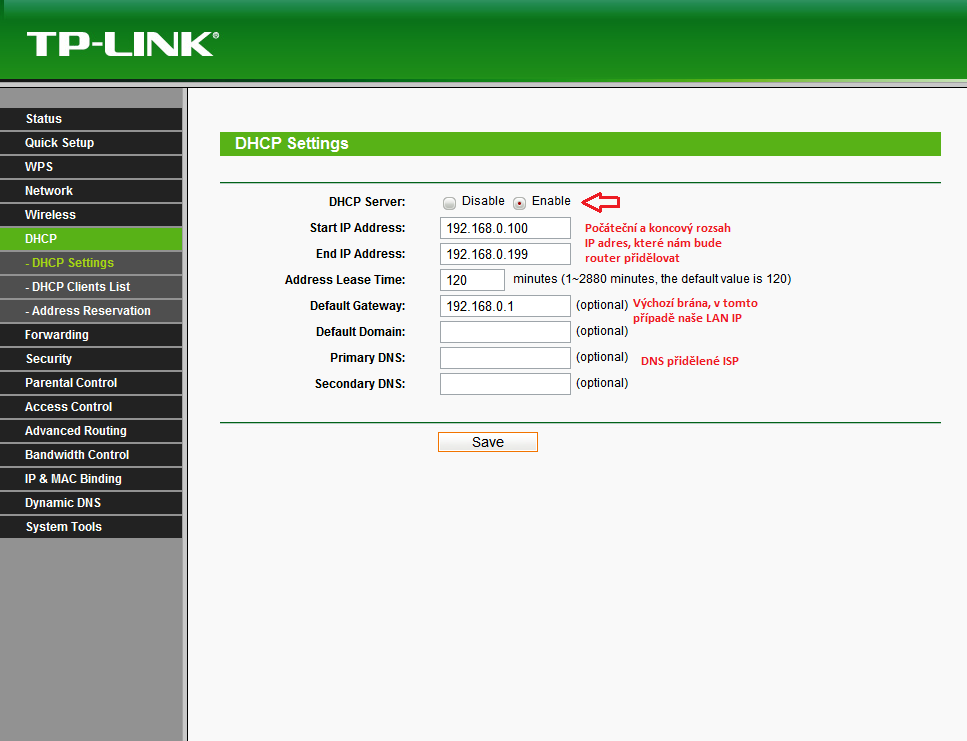 TP-LINK®
Status
Quick Setup
WPS
Network
Wireless
DHCP
- DHCP Settings
- DHCP Clients List
- Address Reservation
Forwarding
Security
Parental Control
Access Control
Advanced Routing
Bandwidth Control
IP & MAC Binding
Dynamic DNS
System Tools
DHCP Settings
DHCP Server: Disable Enable
Start IP Address: 192.168.0.100 Počáteční a koncový rozsah
IP adres, které nám bude
End IP Address: 192.168.0.199 router přidělovat
Address Lease Time: 120 minutes (1~2880 minutes, the default value is 120)
Default Gateway: 192.168.0.1 (optional) Výchozí brána, v tomto
případě naše LAN IP
Default Domain: (optional)
Primary DNS: (optional) DNS přidělené ISP
Secondary DNS: (optional)
Save